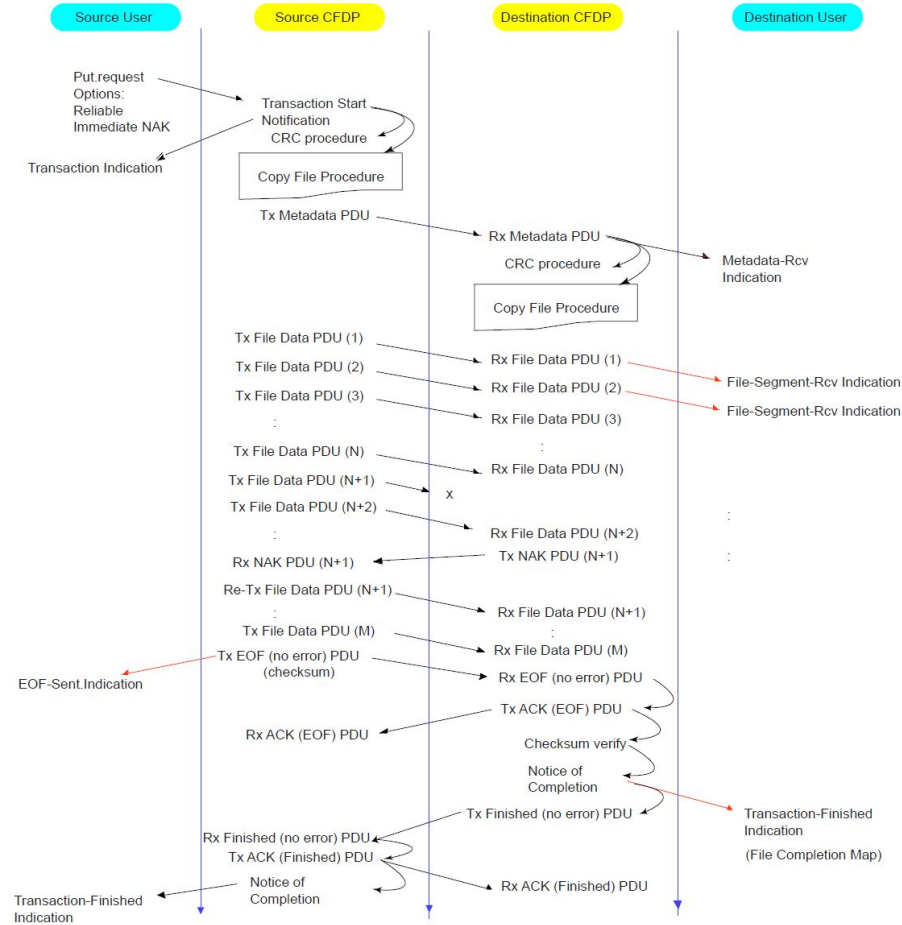 Source User
Source CFDP
Destination CFDP
Destination User
Put.request
Options:
Reliable
Immediate NAK
Transaction Start
Notification
CRC procedure
Transaction Indication
Copy File Procedure
Tx Metadata PDU
Rx Metadata PDU
CRC procedure
Metadata-Rcv
Indication
Copy File Procedure
Tx File Data PDU (1)
Rx File Data PDU (1)
File-Segment-Rcv Indication
Tx File Data PDU (2)
Rx File Data PDU (2)
File-Segment-Rcv Indication
Tx File Data PDU (3)
Rx File Data PDU (3)
:
:
Tx File Data PDU (N)
Rx File Data PDU (N)
Tx File Data PDU (N+1)
x
Tx File Data PDU (N+2)
:
Rx File Data PDU (N+2)
:
Tx NAK PDU (N+1)
:
Rx NAK PDU (N+1)
Re-Tx File Data PDU (N+1)
Rx File Data PDU (N+1)
:
:
Tx File Data PDU (M)
Rx File Data PDU (M)
Tx EOF (no error) PDU
(checksum)
EOF-Sent.Indication
Rx EOF (no error) PDU
Tx ACK (EOF) PDU
Rx ACK (EOF) PDU
Checksum verify
Notice of
Completion
Transaction-Finished
Indication
(File Completion Map)
Tx Finished (no error) PDU
Rx Finished (no error) PDU
Tx ACK (Finished) PDU
Rx ACK (Finished) PDU
Notice of
Completion
Transaction-Finished
Indication